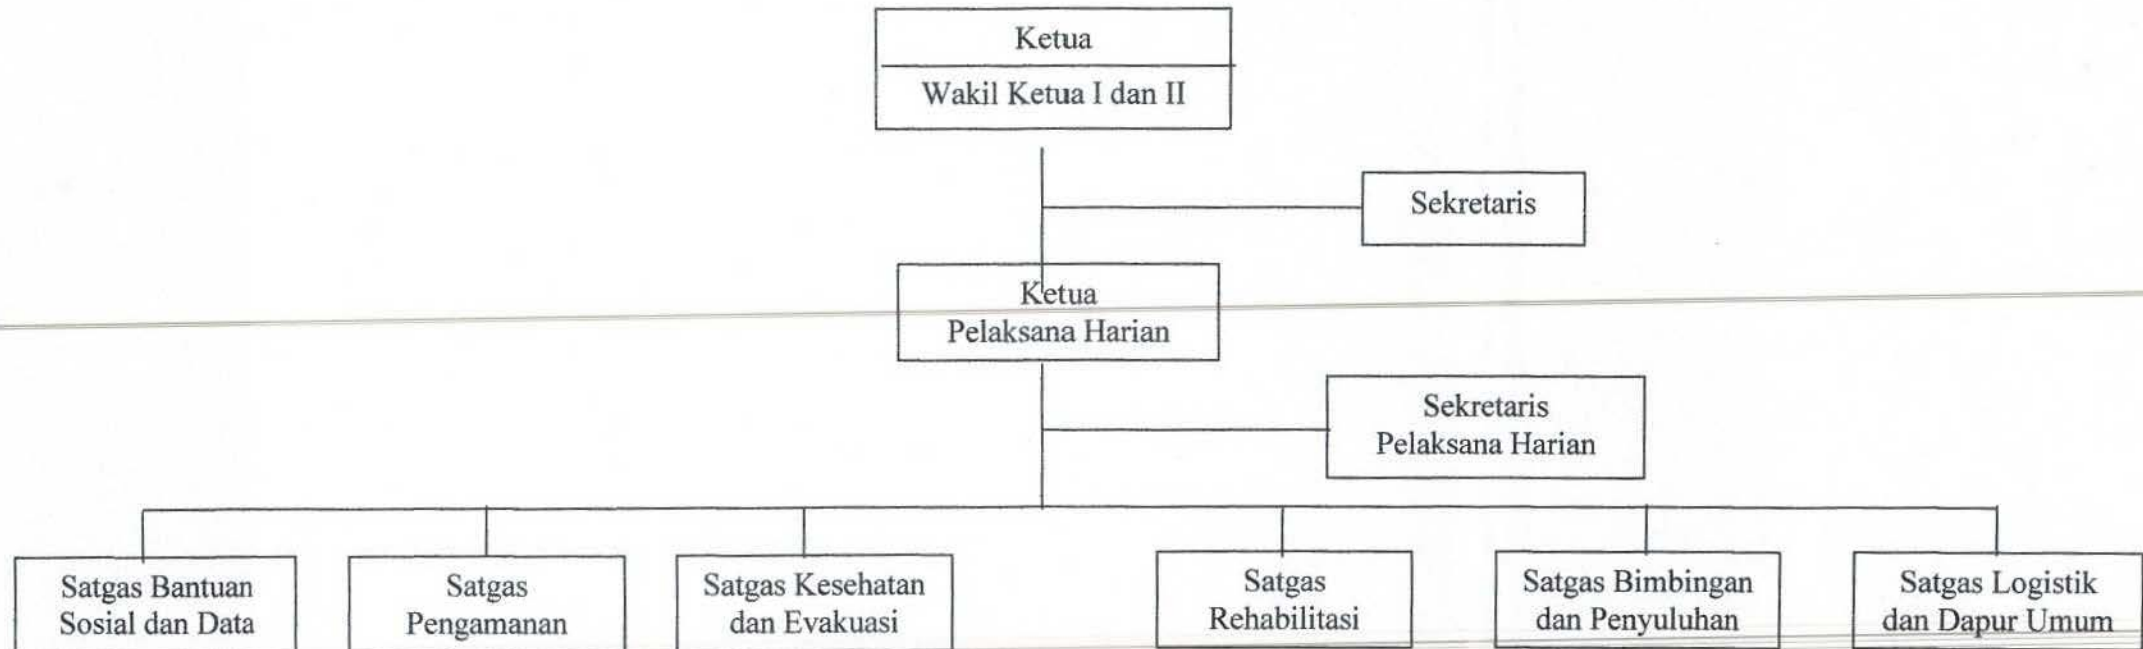 Ketua
Wakil Ketua I dan II
Sekretaris
Ketua
Pelaksana Harian
Sekretaris
Pelaksana Harian
Satgas Bantuan
Sosial dan Data
Satgas
Pengamanan
Satgas Kesehatan
dan Evakuasi
Satgas
Rehabilitasi
Satgas Bimbingan
dan Penyuluhan
Satgas Logistik
dan Dapur Umum